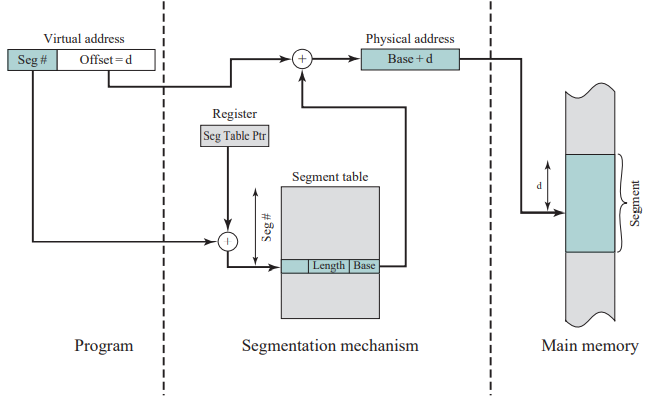 Virtual address
Seg # Offset = d
+
Physical address
Base + d
Register
Seg Table Ptr
Segment table
Seg #
+
Length Base
d
Segment
Program
Segmentation mechanism
Main memory